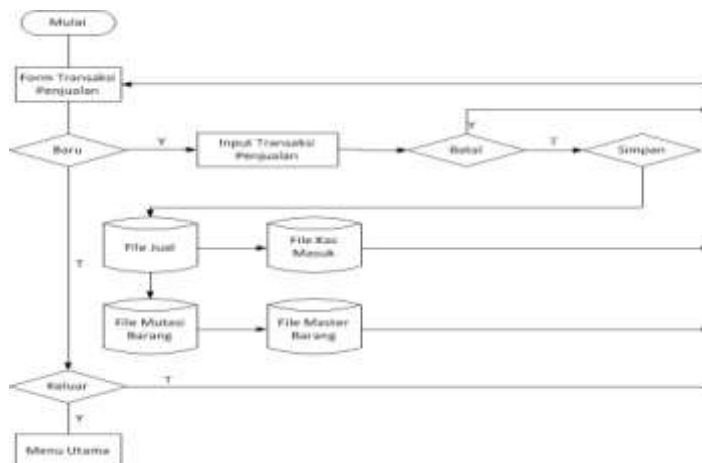 Mulai
Form Transaksi
Penjualan
Baru
Y
Input Transaksi
Penjualan
Y
Batal
T
Simpan
File Jual
File Kas
Masuk
T
File Mutasi
Barang
File Master
Barang
Keluar
T
Y
Menu Utama